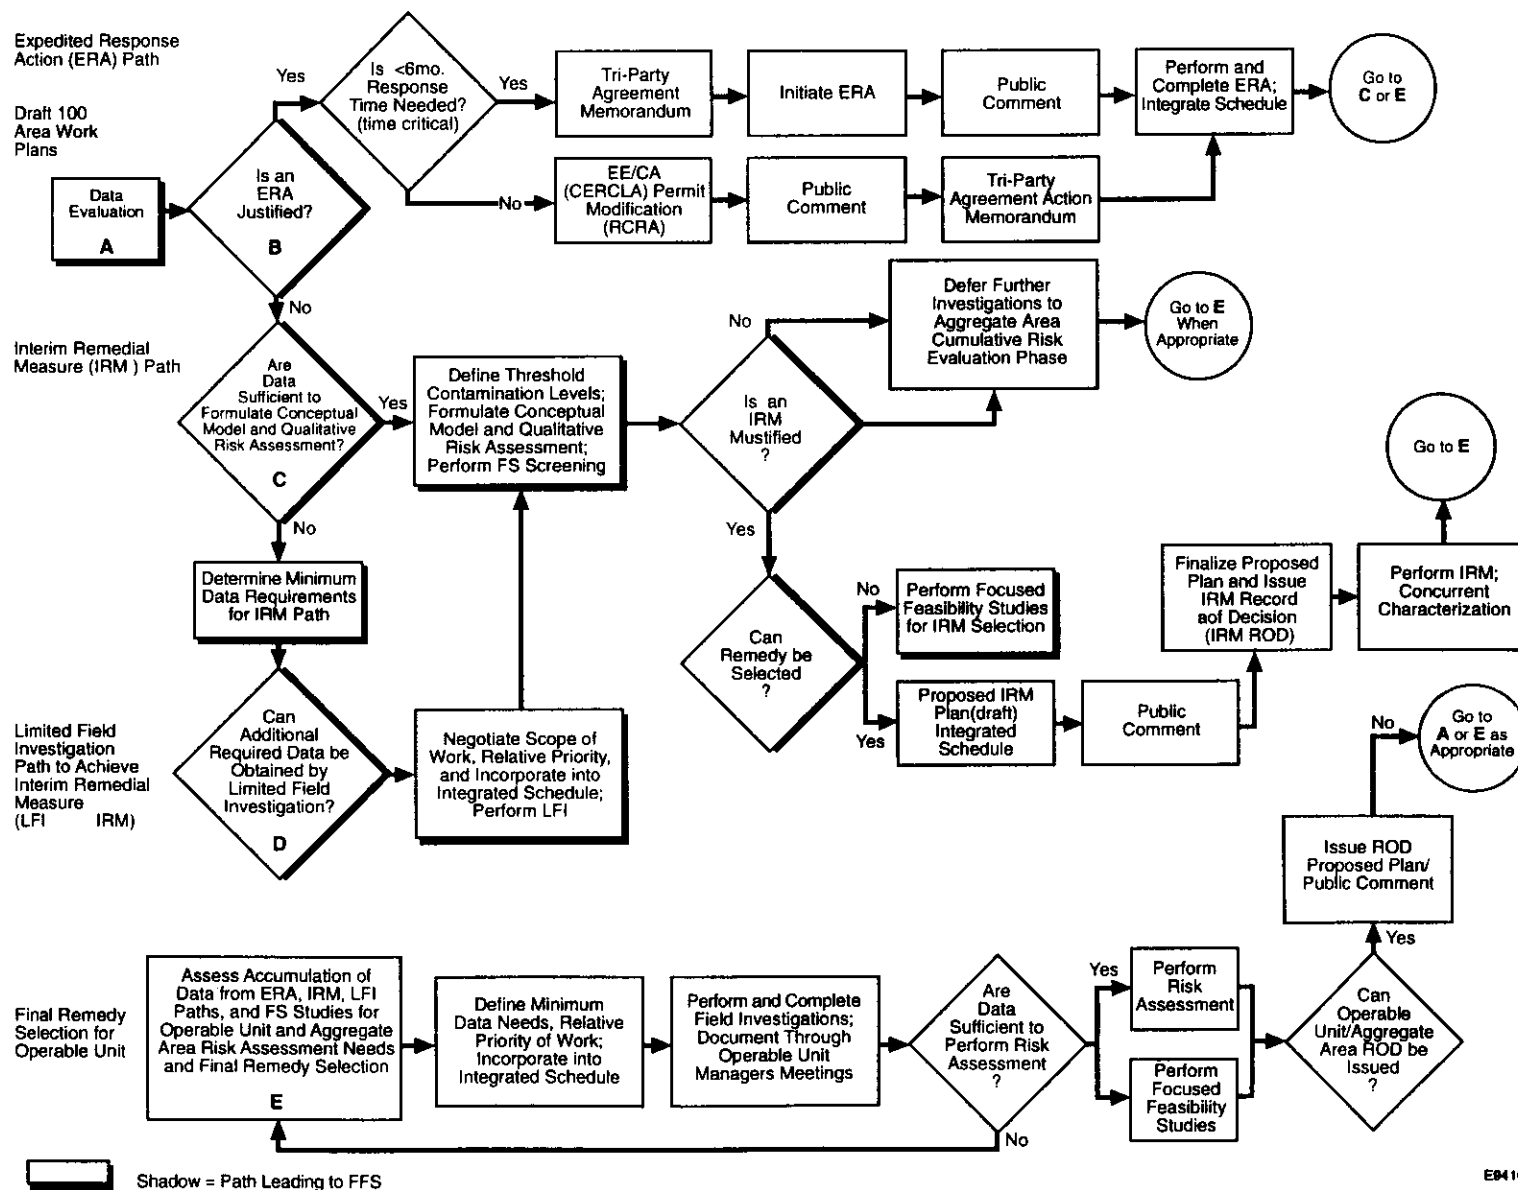 Expedited Response
Action (ERA) Path
Draft 100
Area Work
Plans
Data
Evaluation
A
Is an
ERA
Justified?
B
Yes
No
Is <6mo.
Response
Time Needed?
(time critical)
Yes
No
Tri-Party
Agreement
Memorandum
Initiate ERA
Public
Comment
Perform and
Complete ERA;
Integrate Schedule
Go to
C or E
EE/CA
(CERCLA) Permit
Modification
(RCRA)
Public
Comment
Tri-Party
Agreement Action
Memorandum
Interim Remedial
Measure (IRM ) Path
Are
Data
Sufficient to
Formulate Conceptual
Model and Qualitative
Risk Assessment?
C
Yes
No
Define Threshold
Contamination Levels;
Formulate Conceptual
Model and Qualitative
Risk Assessment;
Perform FS Screening
Is an
IRM
Mustified
?
No
Yes
Defer Further
Investigations to
Aggregate Area
Cumulative Risk
Evaluation Phase
Go to E
When
Appropriate
Determine Minimum
Data Requirements
for IRM Path
Can
Remedy be
Selected
?
No
Yes
Perform Focused
Feasibility Studies
for IRM Selection
Proposed IRM
Plan(draft)
Integrated
Schedule
Public
Comment
Finalize Proposed
Plan and Issue
IRM Record
aof Decision
(IRM ROD)
Perform IRM;
Concurrent
Characterization
Go to E
Limited Field
Investigation
Path to Achieve
Interim Remedial
Measure
(LFI IRM)
Can
Additional
Required Data be
Obtained by
Limited Field
Investigation?
D
Negotiate Scope of
Work, Relative Priority,
and Incorporate into
Integrated Schedule;
Perform LFI
Final Remedy
Selection for
Operable Unit
Assess Accumulation of
Data from ERA, IRM, LFI
Paths, and FS Studies for
Operable Unit and Aggregate
Area Risk Assessment Needs
and Final Remedy Selection
E
Define Minimum
Data Needs, Relative
Priority of Work;
Incorporate into
Integrated Schedule
Perform and Complete
Field Investigations;
Document Through
Operable Unit
Managers Meetings
Are
Data
Sufficient to
Perform Risk
Assessment
?
Yes
No
Perform
Risk
Assessment
Perform
Focused
Feasibility
Studies
Can
Operable
Unit/Aggregate
Area ROD be
Issued
?
Yes
Issue ROD
Proposed Plan/
Public Comment
No
Go to
A or E as
Appropriate
Shadow = Path Leading to FFS